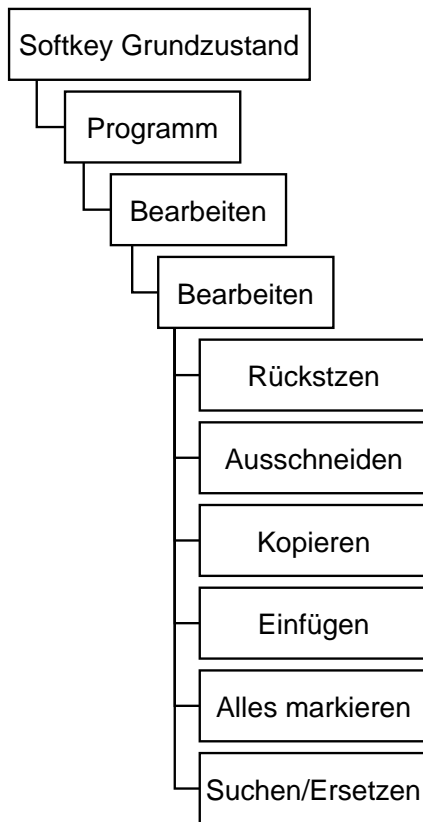 Softkey Grundzustand
Programm
Bearbeiten
Bearbeiten
Rückstzen
Ausschneiden
Kopieren
Einfügen
Alles markieren
Suchen/Ersetzen